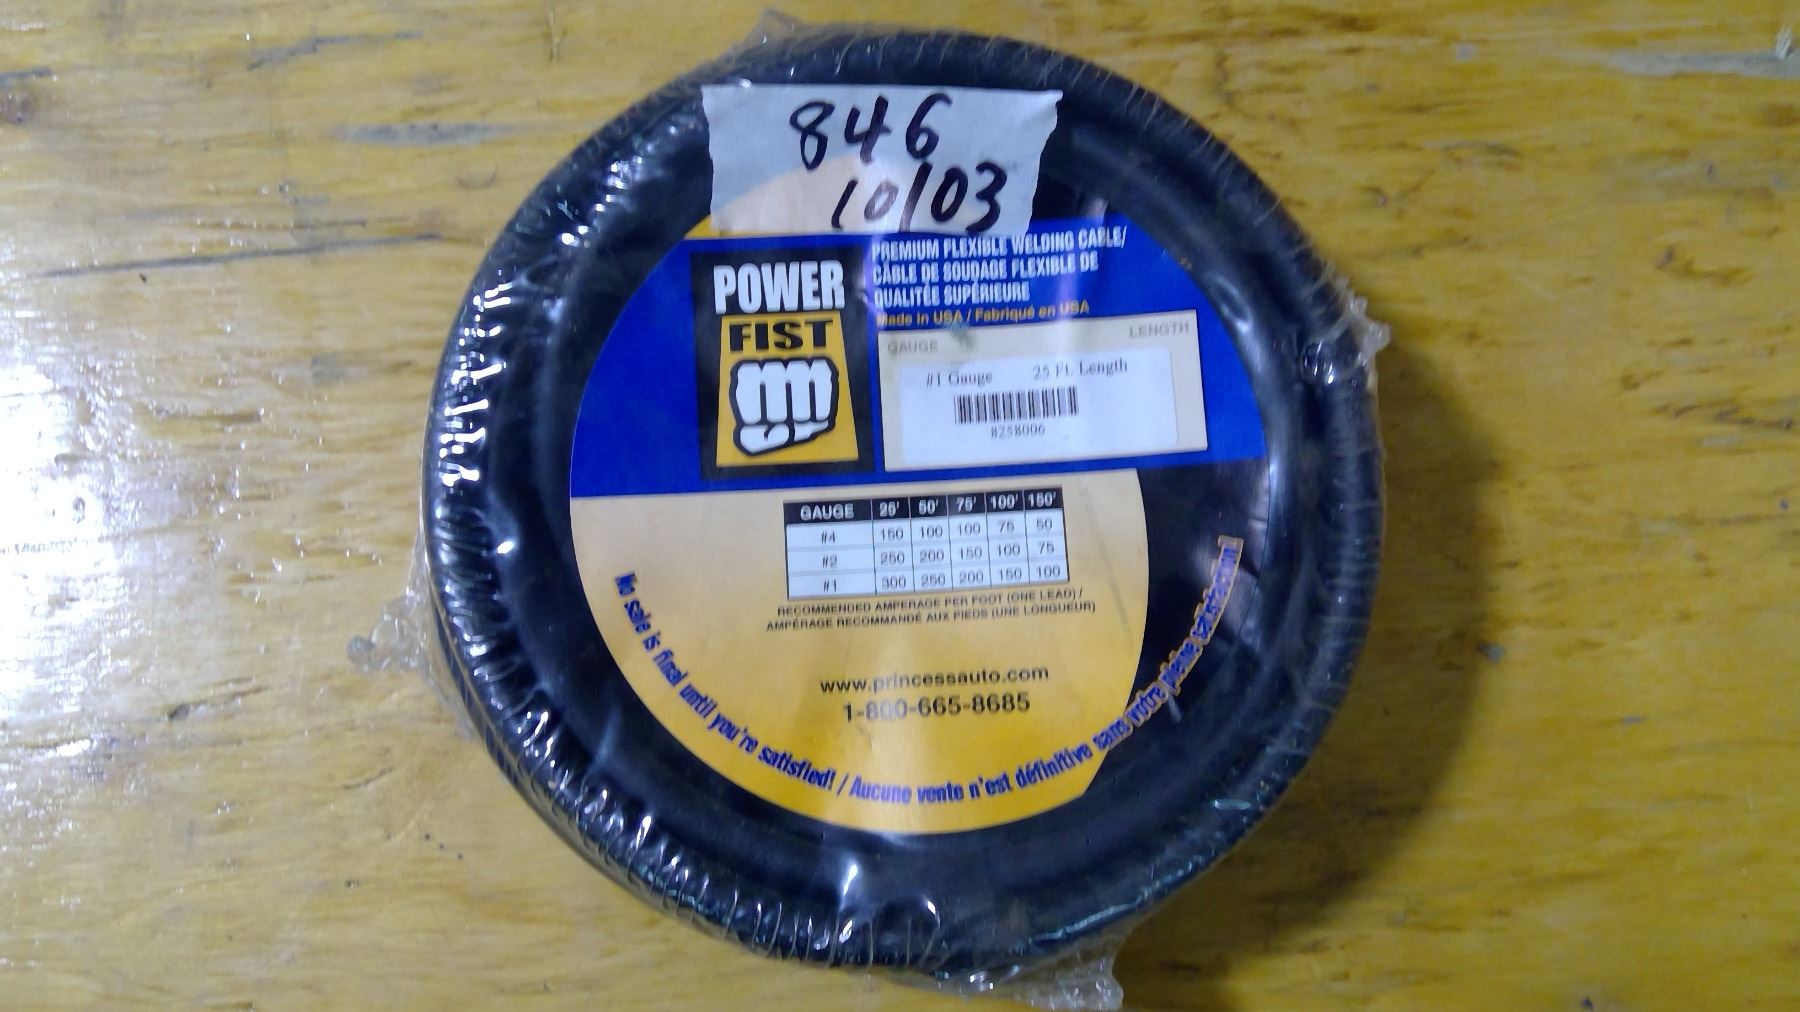 846
10/03
POWER
FIST
PREMIUM FLEXIBLE WELDING CABLE/
CÂBLE DE SOUDAGE FLEXIBLE DE
QUALITÉE SUPÉRIEURE
Made in USA / Fabriqué en USA
GAUGE LENGTH
#1 Gauge 25 Ft. Length
8258006
GAUGE 25' 50' 75' 100' 150'
#4 150 100 100 75 50
#2 250 200 150 100 75
#1 300 250 200 150 100
RECOMMENDED AMPERAGE PER FOOT (ONE LEAD) /
AMPÉRAGE RECOMMANDÉ AUX PIEDS (UNE LONGUEUR)
www.princessauto.com
1-800-665-8685
No sale is final until you're satisfied! / Aucune vente n'est définitive sans votre pleine satisfaction!